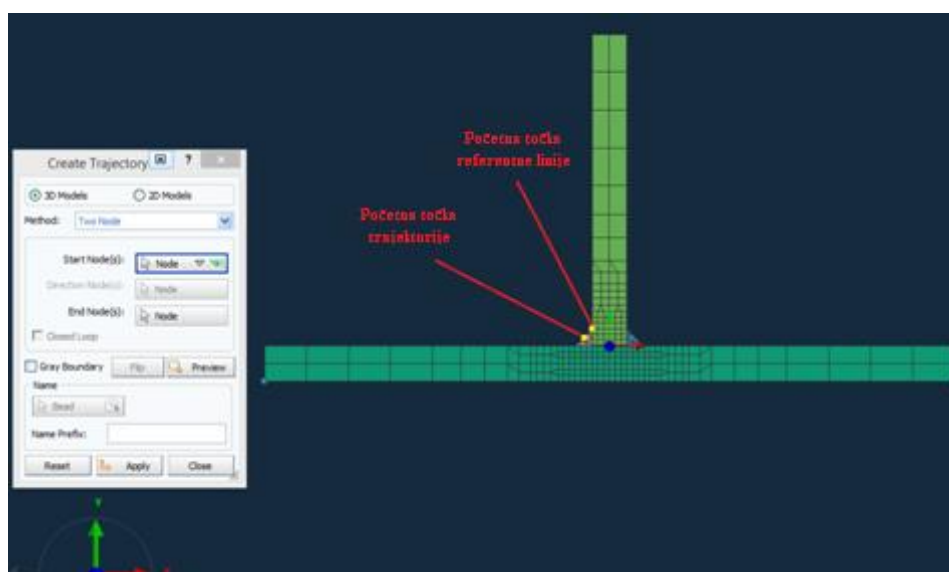 Create Trajectory
?
3D Models
2D Models
Method: Two Node
Start Node(s): Node
Direction Node(s): Node
End Node(s): Node
Closed Loop
Gray Boundary Flip Preview
Name
Bead
Name Prefix:
Reset Apply Close
Početna točka
referentne linije
Početna točka
trajektorije
Y